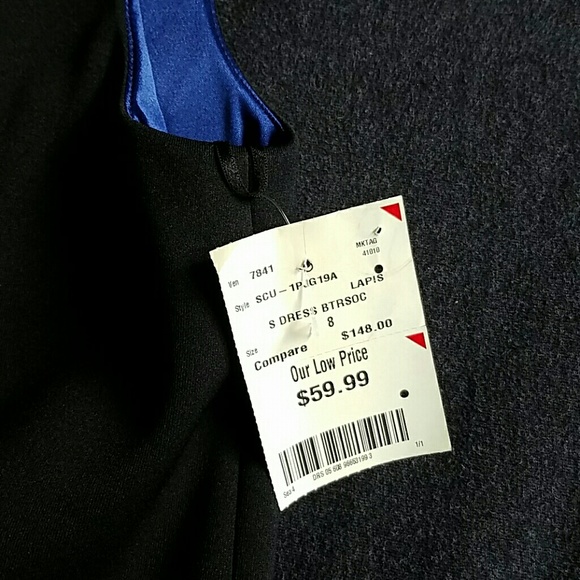 MKTAG
41010
Ven 7841
Style SCU-1PJG19A LAPIS
S DRESS BTRSOC
Size 8
Compare $148.00
Our Low Price
$59.99
1/1